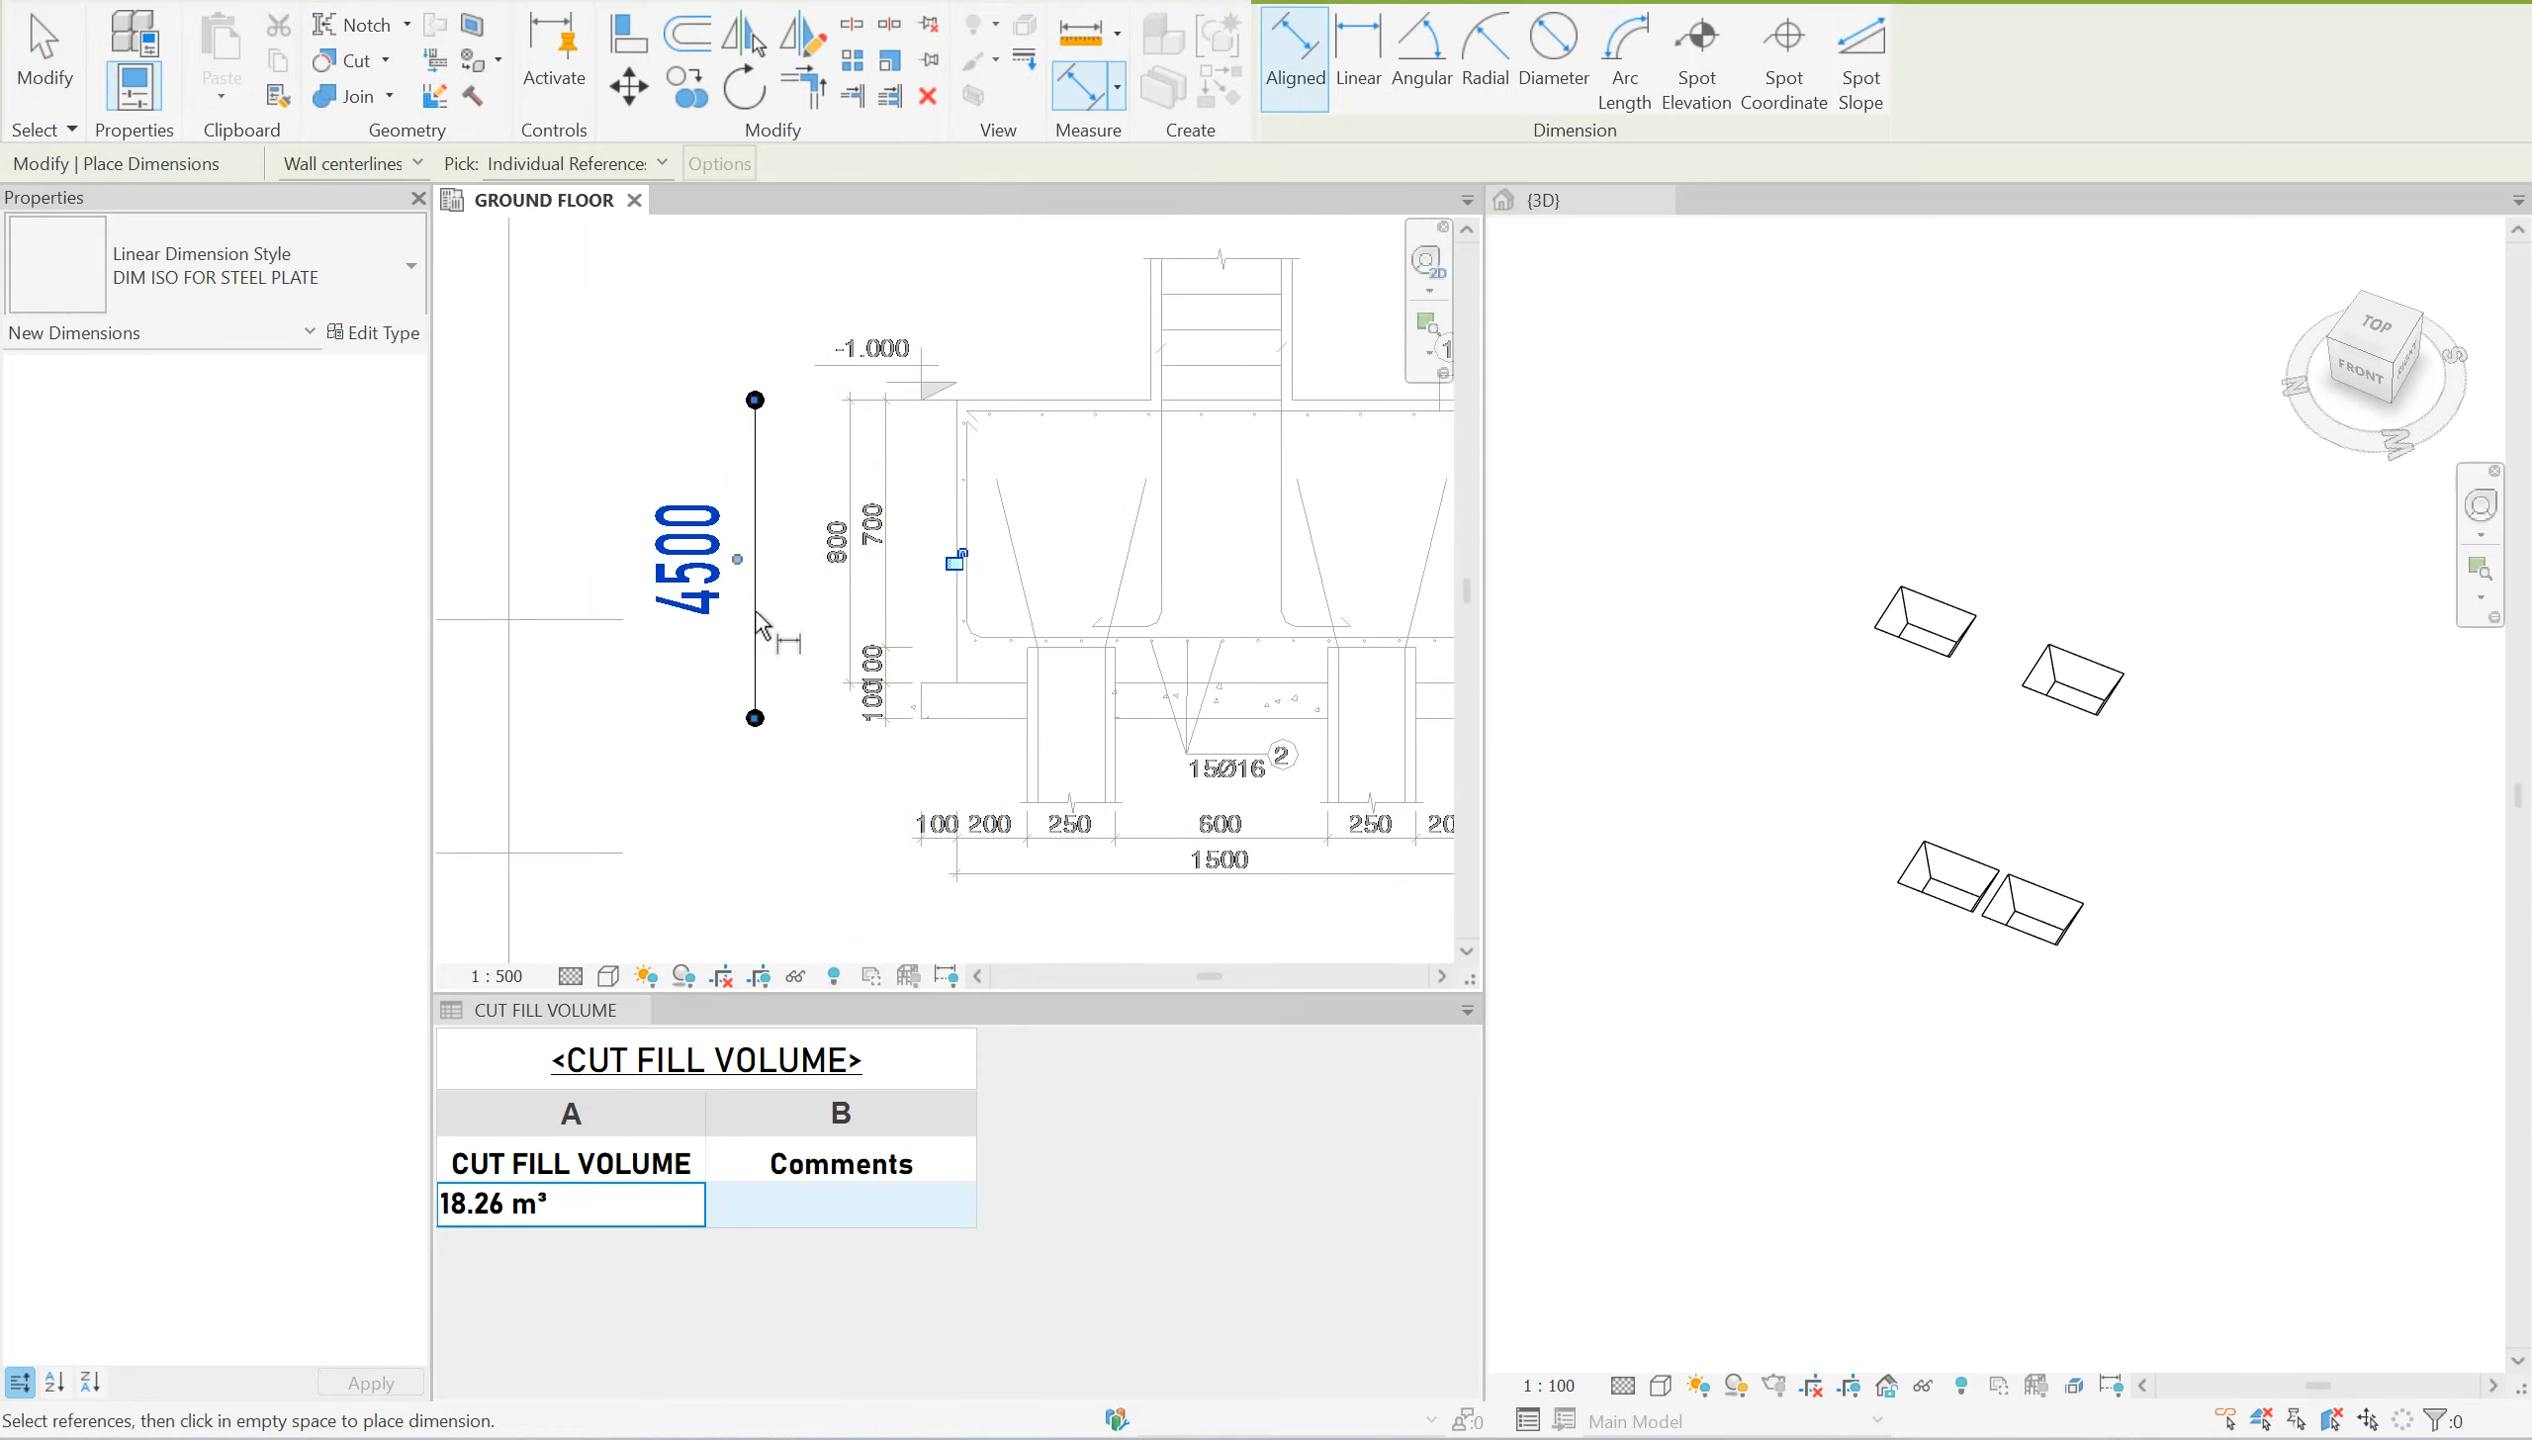 Modify
Select
Properties
Paste
Clipboard
Notch
Cut
Join
Geometry
Activate
Controls
Modify
View
Measure
Create
Aligned
Linear
Angular
Radial
Diameter
Arc Length
Spot Elevation
Spot Coordinate
Spot Slope
Dimension
Modify | Place Dimensions
Wall centerlines
Pick: Individual Reference:
Options
Properties
Linear Dimension Style
DIM ISO FOR STEEL PLATE
New Dimensions
Edit Type
Apply
GROUND FLOOR
2D
-1.000
1
4500
800
700
100
100
15Ø16
2
100 200 250 600 250 20
1500
1 : 500
CUT FILL VOLUME
<CUT FILL VOLUME>
A B
CUT FILL VOLUME Comments
18.26 m³
{3D}
TOP
FRONT
S
N
1 : 100
Select references, then click in empty space to place dimension.
:0
Main Model
:0